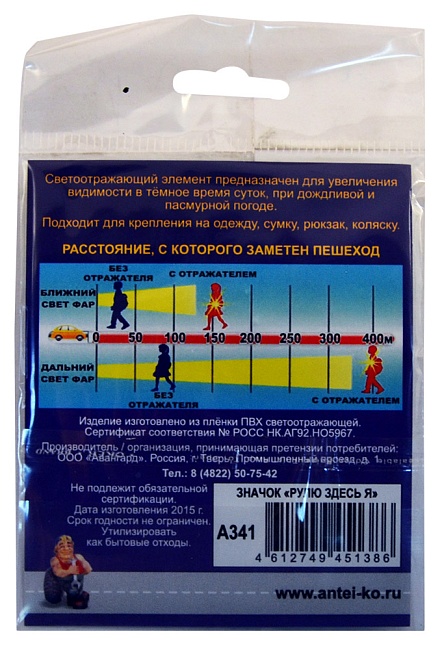 Светоотражающий элемент предназначен для увеличения
видимости в тёмное время суток, при дождливой и
пасмурной погоде.
Подходит для крепления на одежду, сумку, рюкзак, коляску.
РАССТОЯНИЕ, С КОТОРОГО ЗАМЕТЕН ПЕШЕХОД
БЕЗ
ОТРАЖАТЕЛЯ
С ОТРАЖАТЕЛЕМ
БЛИЖНИЙ
СВЕТ ФАР
0 50 100 150 200 250 300 400м
ДАЛЬНИЙ
СВЕТ ФАР
БЕЗ
ОТРАЖАТЕЛЯ
С ОТРАЖАТЕЛЕМ
Изделие изготовлено из плёнки ПВХ светоотражающей.
Сертификат соответствия № РОСС НК.АГ92.НО5967.
Производитель / организация, принимающая претензии потребителей:
ООО «Авангард», Россия, г. Тверь, Промышленный проезд, д. 1.
Тел.: 8 (4822) 50-75-42
Не подлежит обязательной
сертификации.
Дата изготовления 2015 г.
Срок годности не ограничен.
Утилизировать
как бытовые отходы.
ЗНАЧОК «РУЛЮ ЗДЕСЬ Я»
А341
4 612749 451386
www.antei-ko.ru